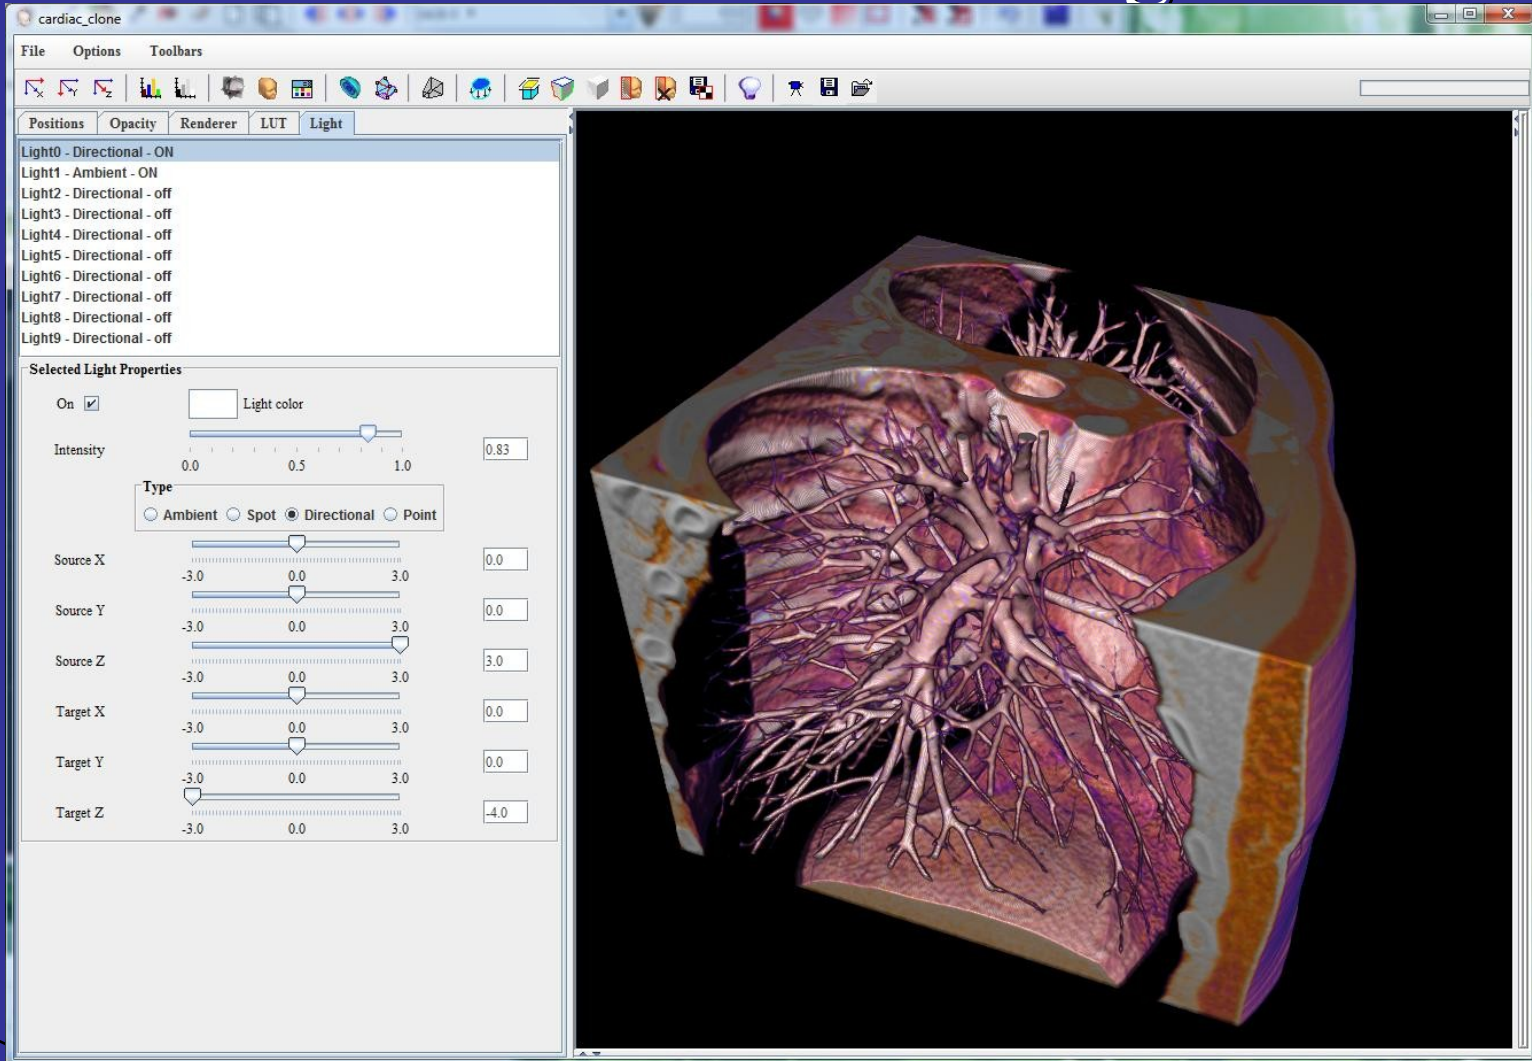 cardiac_clone
File Options Toolbars
X Y Z
Positions Opacity Renderer LUT Light
Light0 - Directional - ON
Light1 - Ambient - ON
Light2 - Directional - off
Light3 - Directional - off
Light4 - Directional - off
Light5 - Directional - off
Light6 - Directional - off
Light7 - Directional - off
Light8 - Directional - off
Light9 - Directional - off
Selected Light Properties
On Light color
Intensity 0.83
0.0 0.5 1.0
Type
Ambient Spot Directional Point
Source X 0.0
-3.0 0.0 3.0
Source Y 0.0
-3.0 0.0 3.0
Source Z 3.0
-3.0 0.0 3.0
Target X 0.0
-3.0 0.0 3.0
Target Y 0.0
-3.0 0.0 3.0
Target Z -4.0
-3.0 0.0 3.0